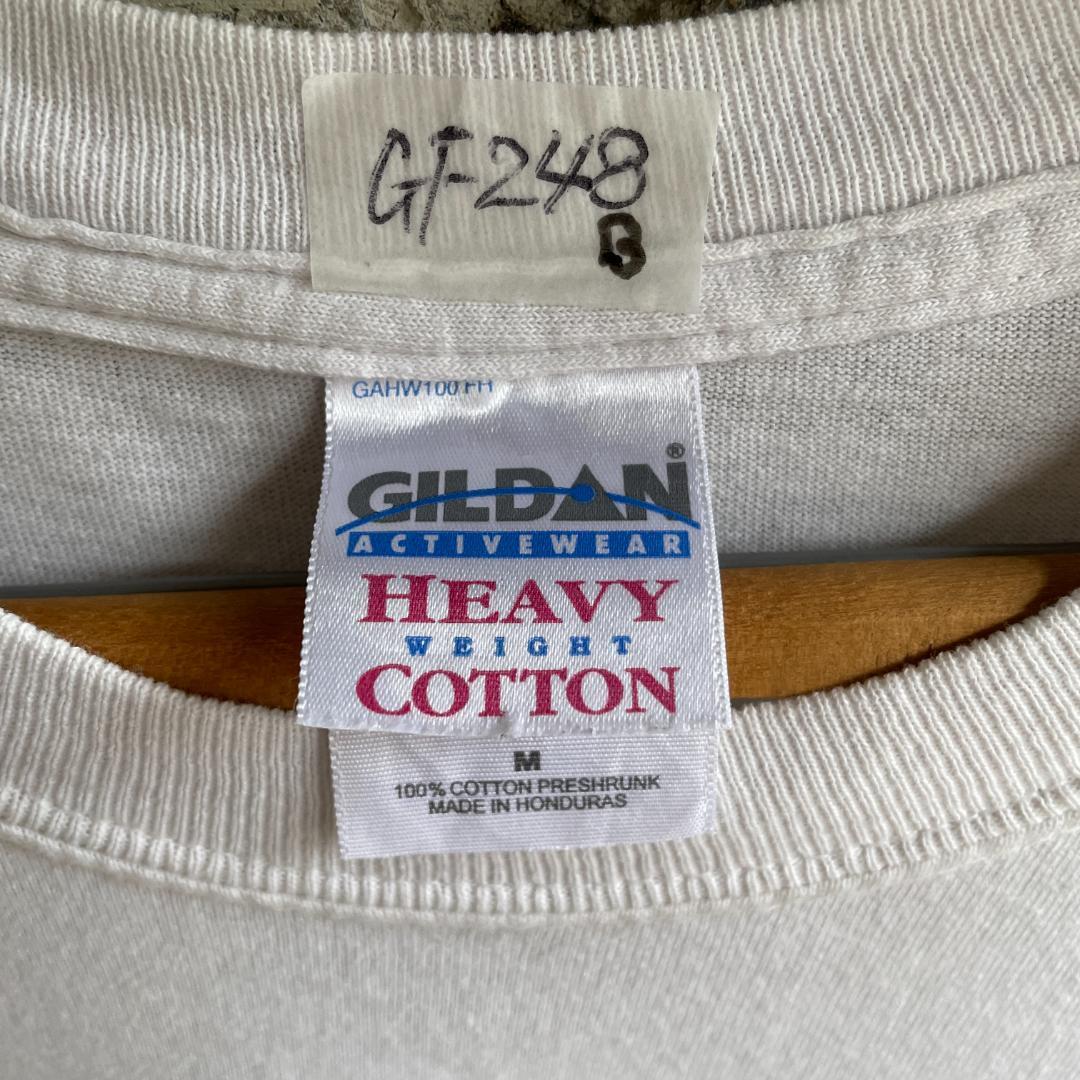 GF-248
B
GAHW100 FH
GILDAN®
ACTIVEWEAR
HEAVY
WEIGHT
COTTON
M
100% COTTON PRESHRUNK
MADE IN HONDURAS